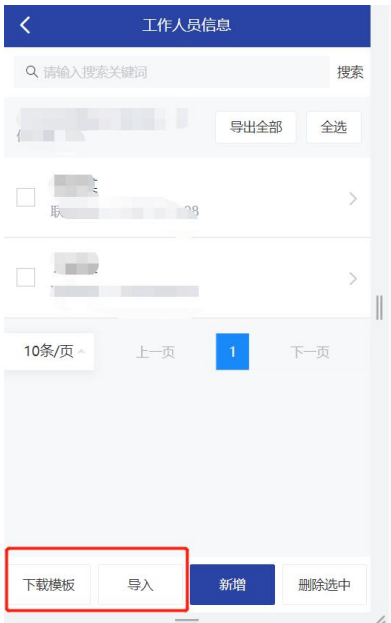 工作人员信息
请输入搜索关键词 搜索
导出全部 全选
10条/页 上一页 1 下一页
下载模板 导入 新增 删除选中